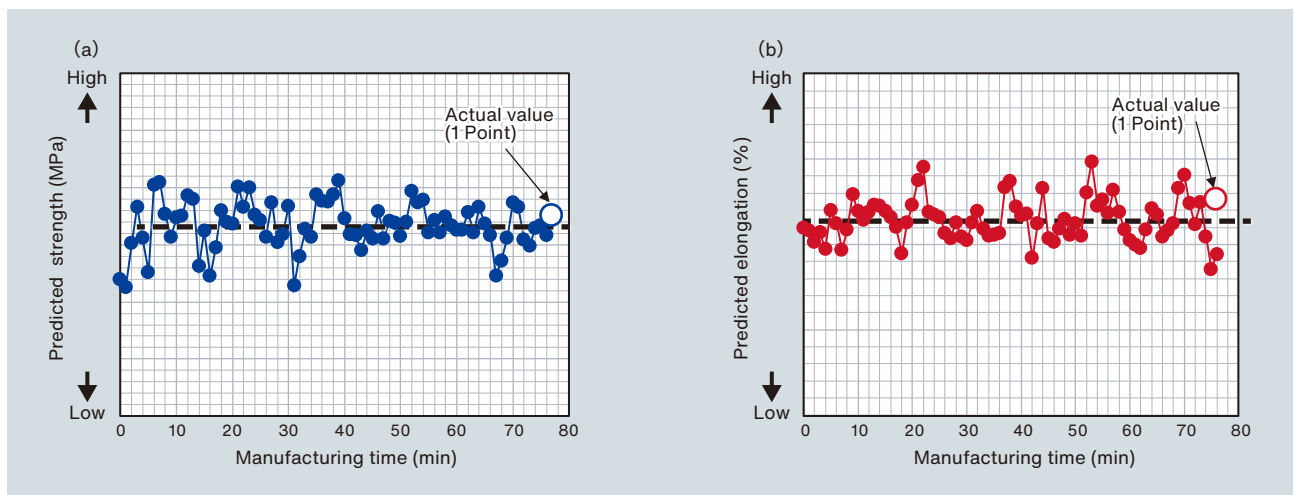 (a)
High
Predicted strength (MPa)
Low
Actual value
(1 Point)
0 10 20 30 40 50 60 70 80
Manufacturing time (min)
(b)
High
Predicted elongation (%)
Low
Actual value
(1 Point)
0 10 20 30 40 50 60 70 80
Manufacturing time (min)